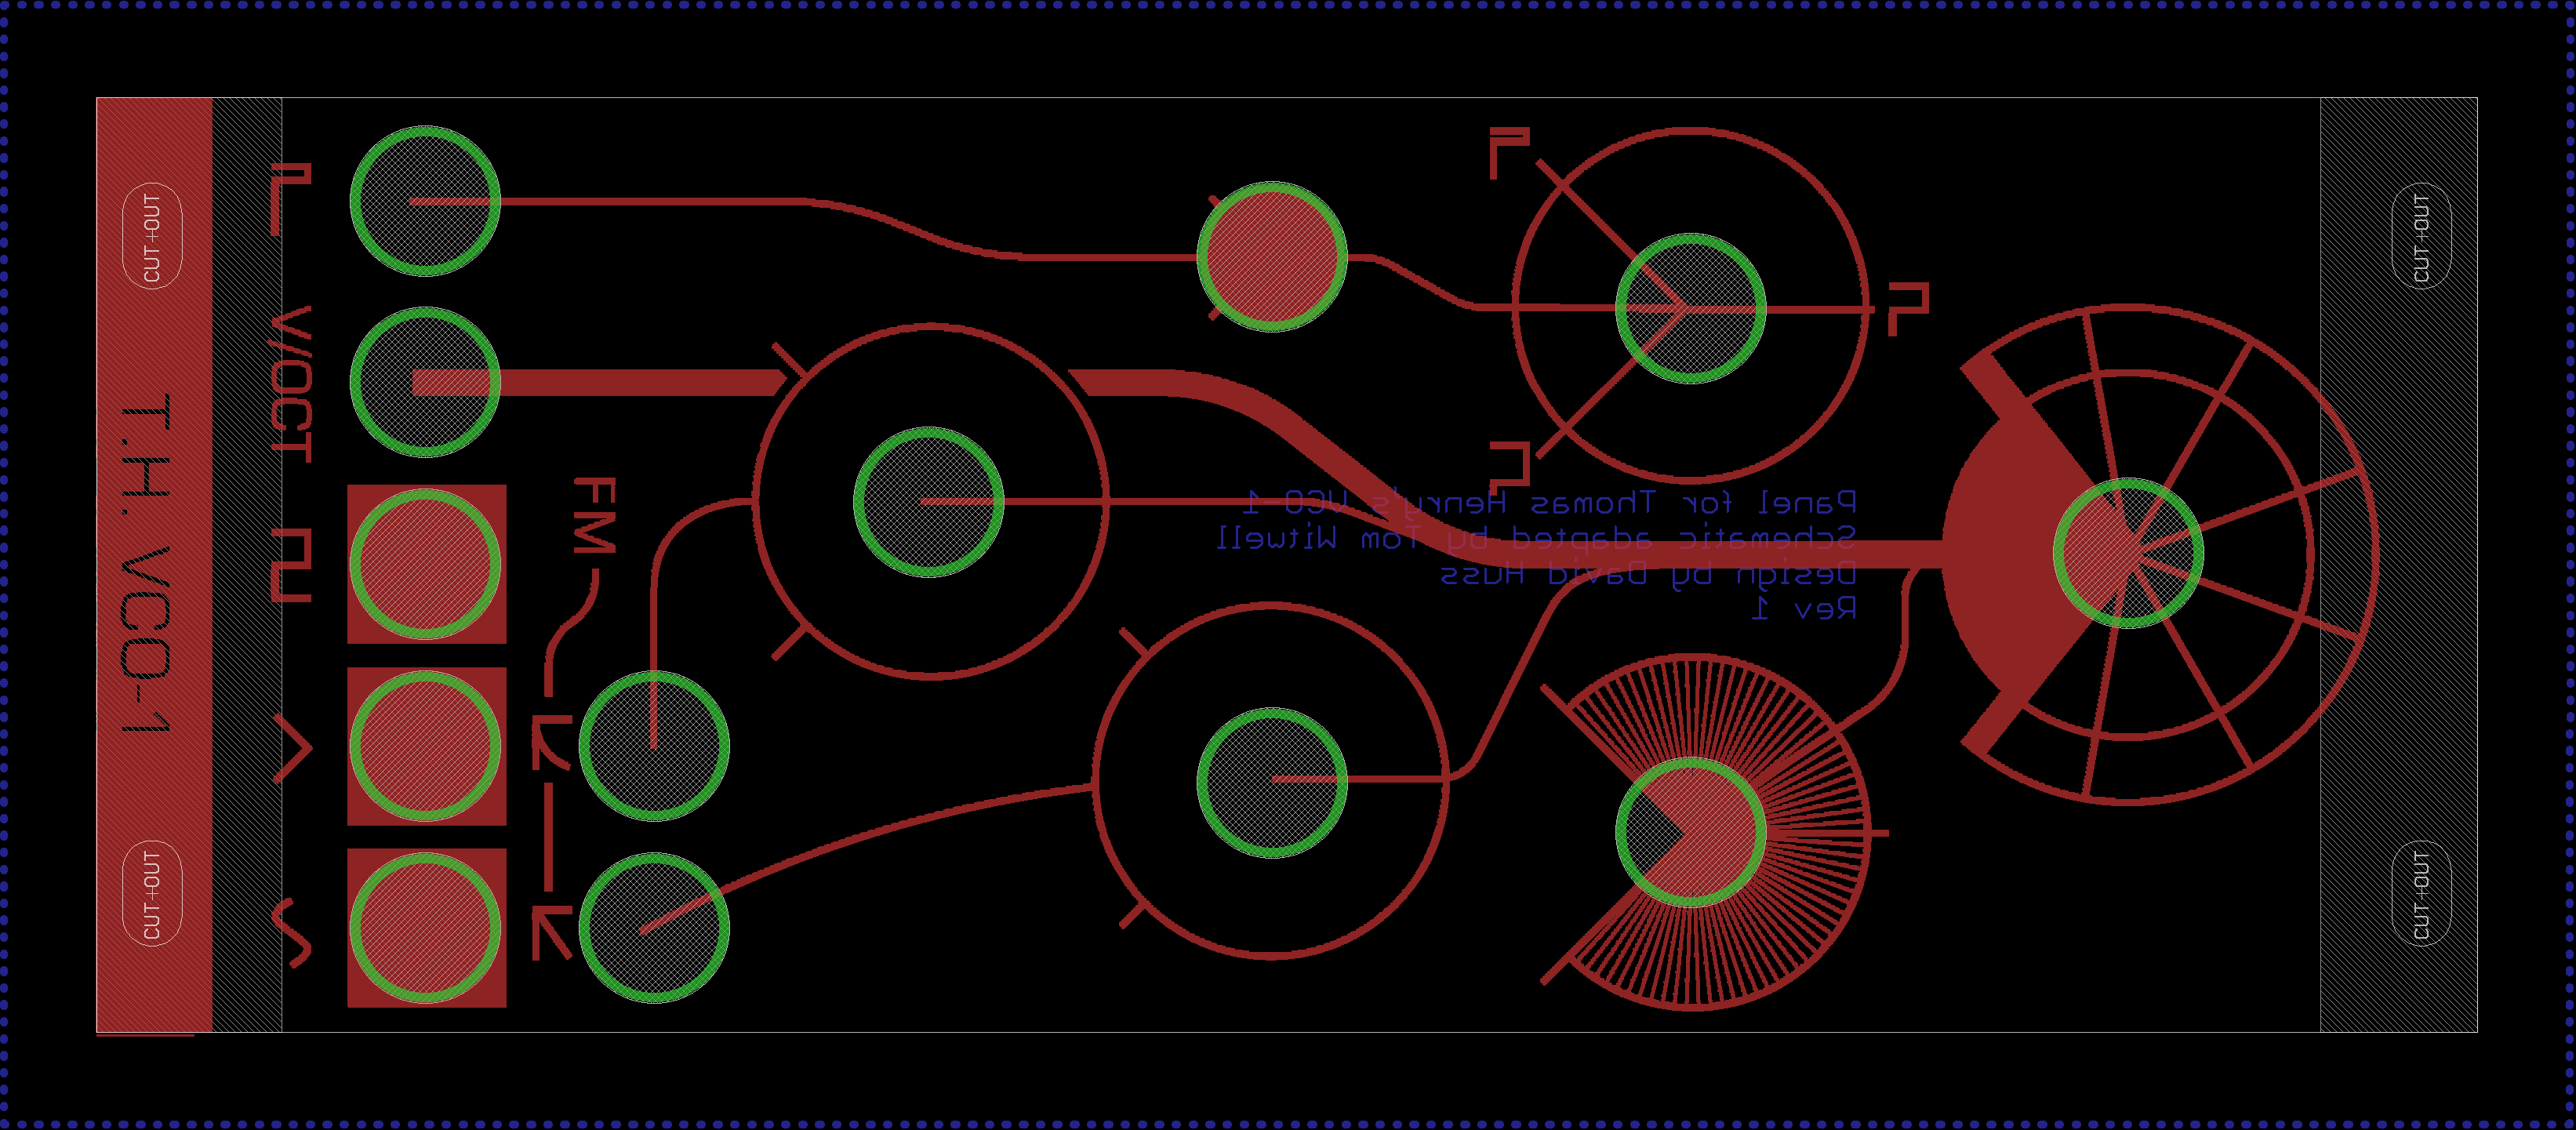 CUT+OUT
CUT+OUT
T.H. VCO-1
V/OCT
FM
Panel for Thomas Henry's VCO-1
Schematic adapted by Tom Witwell
Design by David Huss
Rev 1
CUT+OUT
CUT+OUT